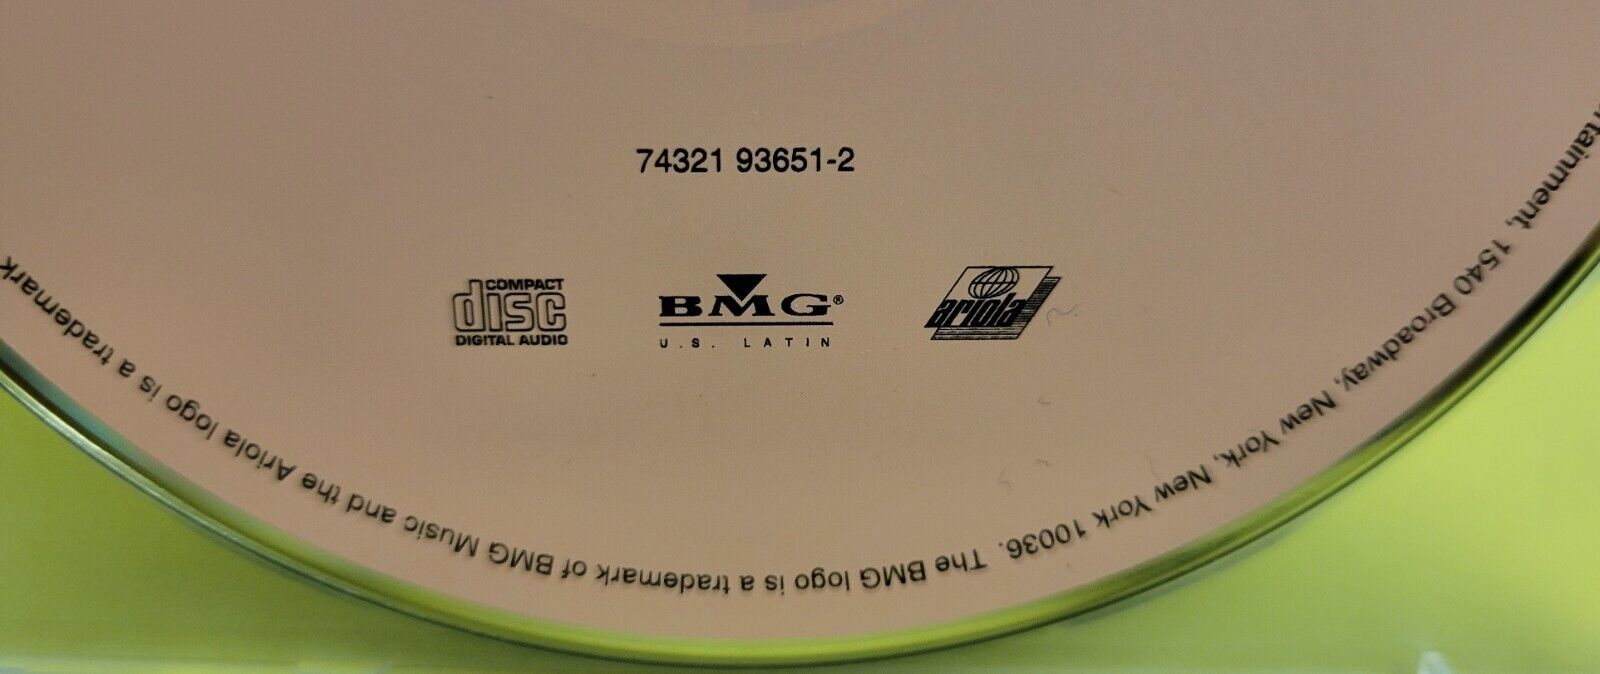 74321 93651-2
COMPACT
disc
DIGITAL AUDIO
BMG®
U.S. LATIN
ariola
1540 Broadway, New York, New York 10036. The BMG logo is a trademark of BMG Music and the Ariola logo is a trademark